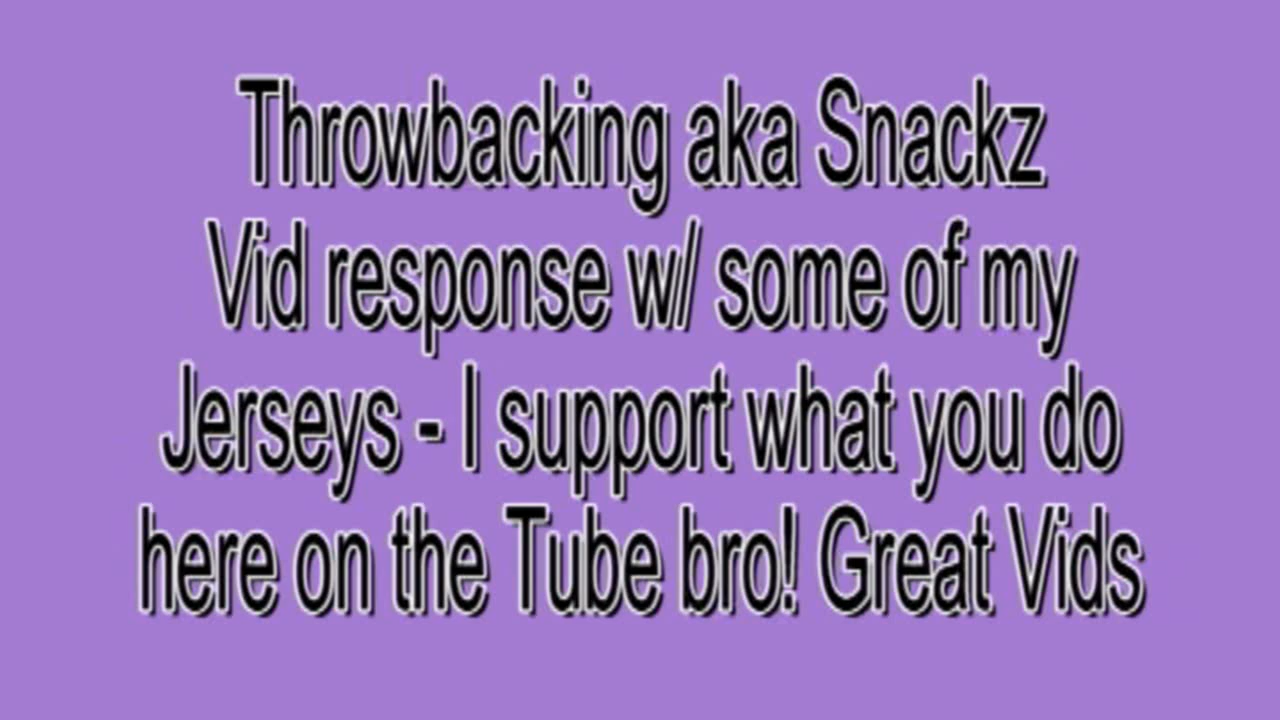 Throwbacking aka Snackz
Vid response w/ some of my
Jerseys - I support what you do
here on the Tube bro! Great Vids